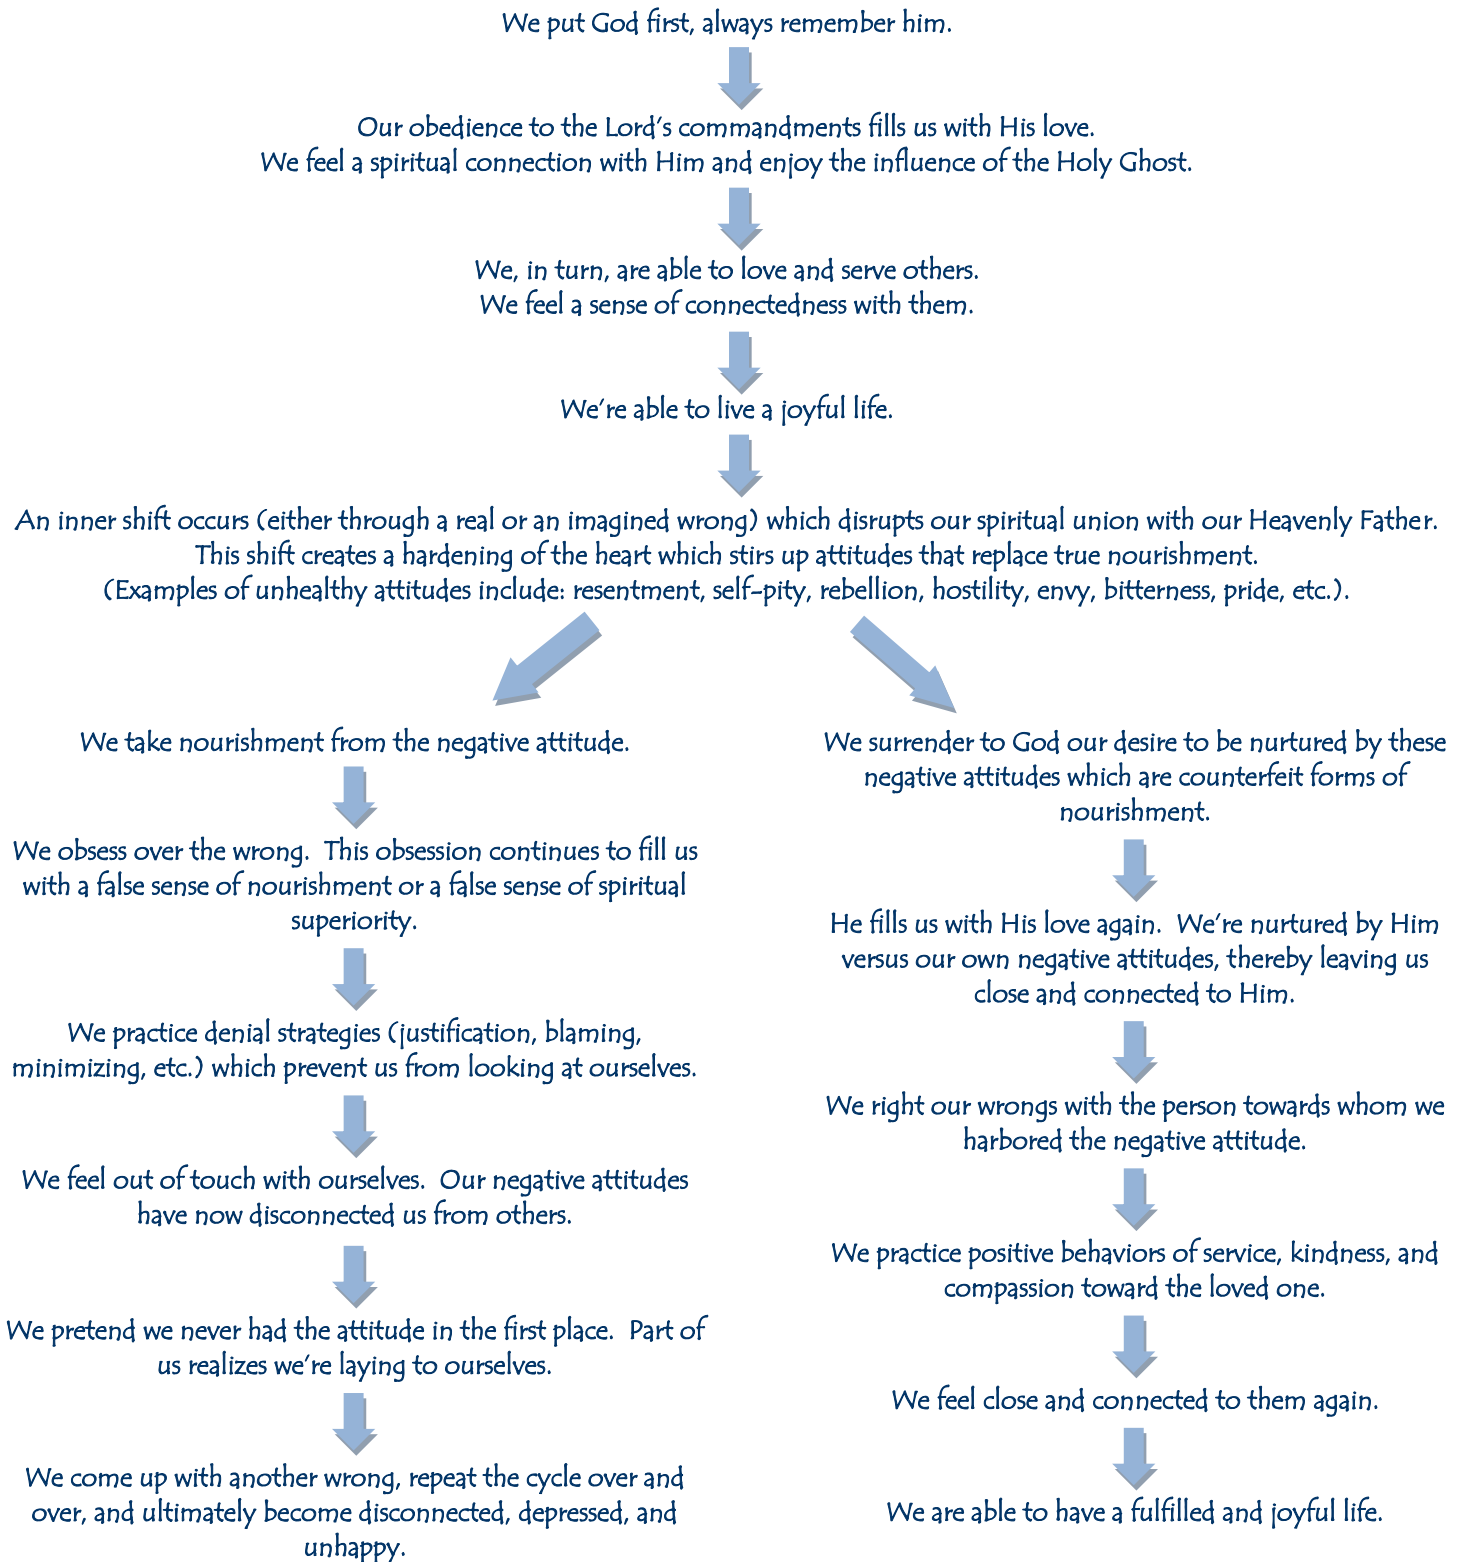 We put God first, always remember him.
Our obedience to the Lord's commandments fills us with His love.
We feel a spiritual connection with Him and enjoy the influence of the Holy Ghost.
We, in turn, are able to love and serve others.
We feel a sense of connectedness with them.
We're able to live a joyful life.
An inner shift occurs (either through a real or an imagined wrong) which disrupts our spiritual union with our Heavenly Father.
This shift creates a hardening of the heart which stirs up attitudes that replace true nourishment.
(Examples of unhealthy attitudes include: resentment, self-pity, rebellion, hostility, envy, bitterness, pride, etc.).
We take nourishment from the negative attitude.
We obsess over the wrong. This obsession continues to fill us
with a false sense of nourishment or a false sense of spiritual
superiority.
We practice denial strategies (justification, blaming,
minimizing, etc.) which prevent us from looking at ourselves.
We feel out of touch with ourselves. Our negative attitudes
have now disconnected us from others.
We pretend we never had the attitude in the first place. Part of
us realizes we're laying to ourselves.
We come up with another wrong, repeat the cycle over and
over, and ultimately become disconnected, depressed, and
unhappy.
We surrender to God our desire to be nurtured by these
negative attitudes which are counterfeit forms of
nourishment.
He fills us with His love again. We're nurtured by Him
versus our own negative attitudes, thereby leaving us
close and connected to Him.
We right our wrongs with the person towards whom we
harbored the negative attitude.
We practice positive behaviors of service, kindness, and
compassion toward the loved one.
We feel close and connected to them again.
We are able to have a fulfilled and joyful life.